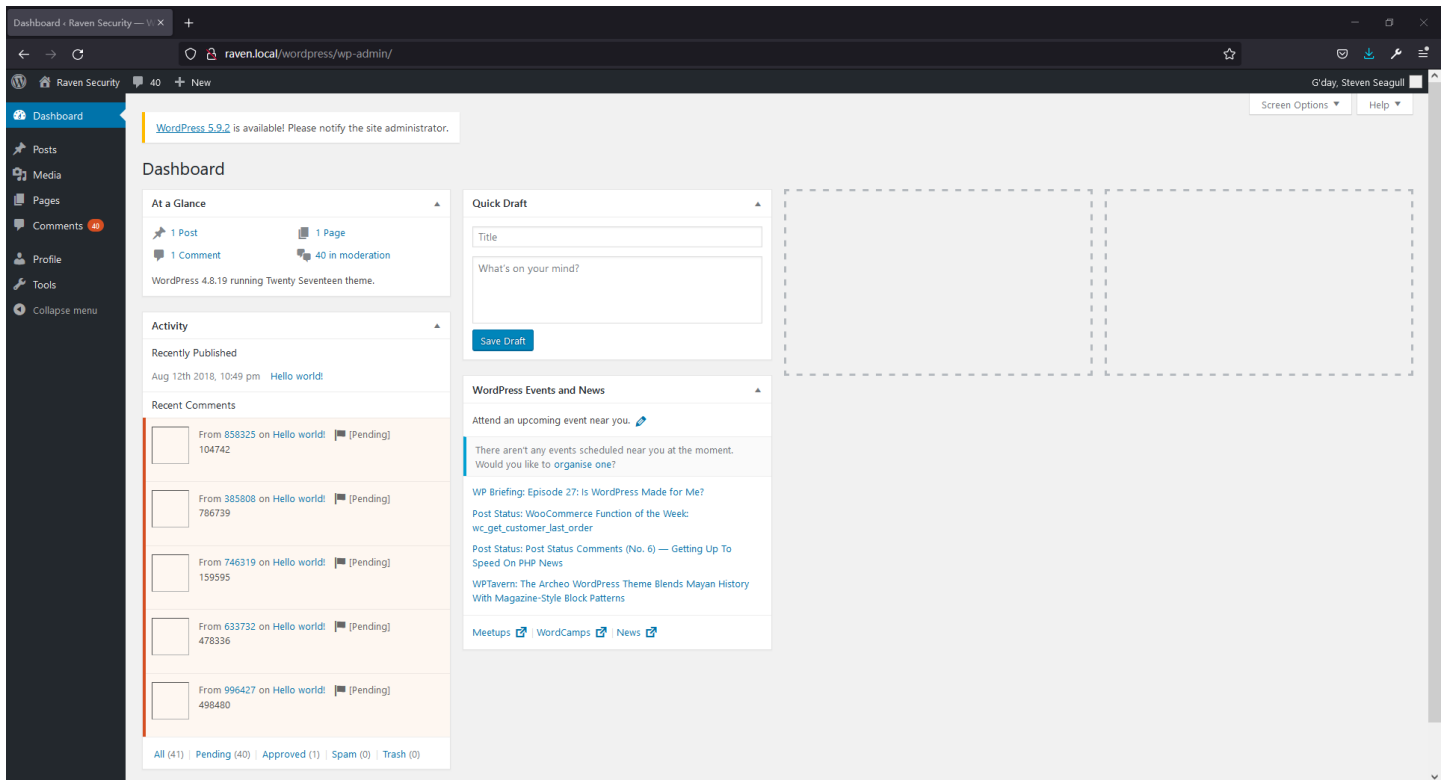 Dashboard ‹ Raven Security — W
raven.local/wordpress/wp-admin/
Raven Security 40 New
G'day, Steven Seagull
Screen Options Help
Dashboard
Posts
Media
Pages
Comments 40
Profile
Tools
Collapse menu
WordPress 5.9.2 is available! Please notify the site administrator.
Dashboard
At a Glance
1 Post
1 Page
1 Comment
40 in moderation
WordPress 4.8.19 running Twenty Seventeen theme.
Activity
Recently Published
Aug 12th 2018, 10:49 pm Hello world!
Recent Comments
From 858325 on Hello world! [Pending]
104742
From 385808 on Hello world! [Pending]
786739
From 746319 on Hello world! [Pending]
159595
From 633732 on Hello world! [Pending]
478336
From 996427 on Hello world! [Pending]
498480
All (41) | Pending (40) | Approved (1) | Spam (0) | Trash (0)
Quick Draft
Title
What's on your mind?
Save Draft
WordPress Events and News
Attend an upcoming event near you.
There aren't any events scheduled near you at the moment.
Would you like to organise one?
WP Briefing: Episode 27: Is WordPress Made for Me?
Post Status: WooCommerce Function of the Week:
wc_get_customer_last_order
Post Status: Post Status Comments (No. 6) — Getting Up To
Speed On PHP News
WPTavern: The Archeo WordPress Theme Blends Mayan History
With Magazine-Style Block Patterns
Meetups | WordCamps | News